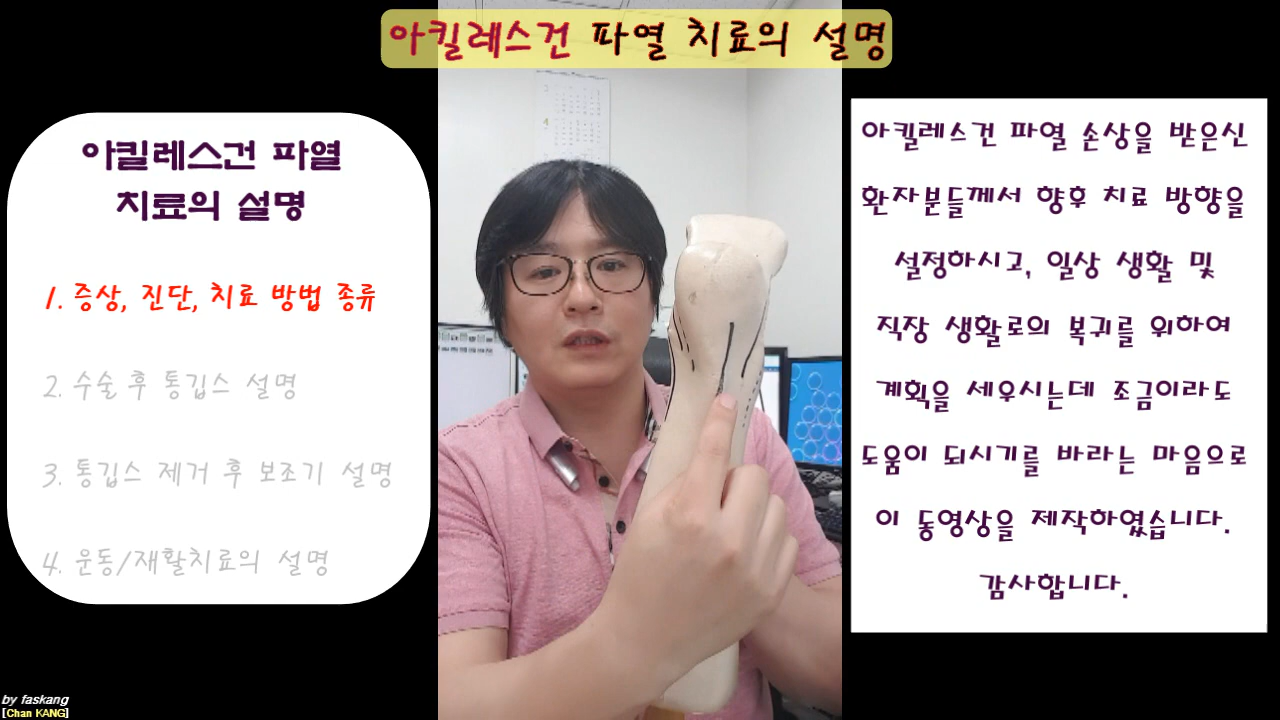 아킬레스건 파열 치료의 설명
아킬레스건 파열
치료의 설명
1. 증상, 진단, 치료 방법 종류
2. 수술 후 통깁스 설명
3. 통깁스 제거 후 보조기 설명
4. 운동/재활치료의 설명
아킬레스건 파열 손상을 받은신
환자분들께서 향후 치료 방향을
설정하시고, 일상 생활 및
직장 생활로의 복귀를 위하여
계획을 세우시는데 조금이라도
도움이 되시기를 바라는 마음으로
이 동영상을 제작하였습니다.
감사합니다.
by faskang
[Chan KANG]